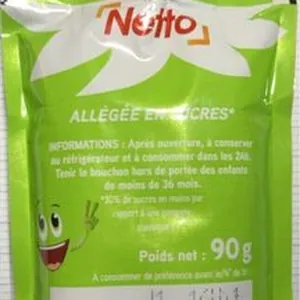 Netto
ALLÉGÉE EN SUCRES*
INFORMATIONS : Après ouverture, à conserver
au réfrigérateur et à consommer dans les 24h.
Tenir le bouchon hors de portée des enfants
de moins de 36 mois.
*30% de sucres en moins par
rapport à une
classique
Poids net : 90g
A consommer de préférence avant le/N° de